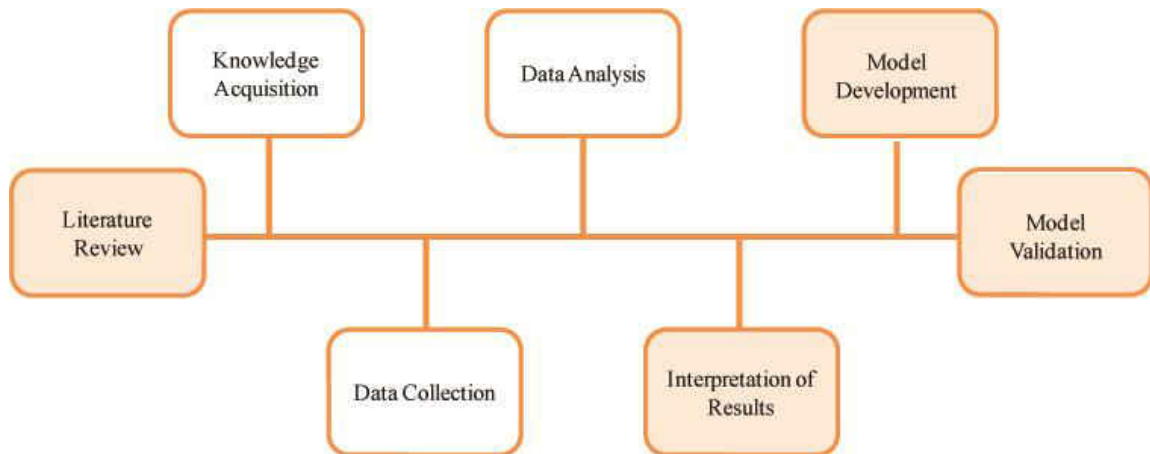 Knowledge
Acquisition
Data Analysis
Model
Development
Literature
Review
Model
Validation
Data Collection
Interpretation of
Results